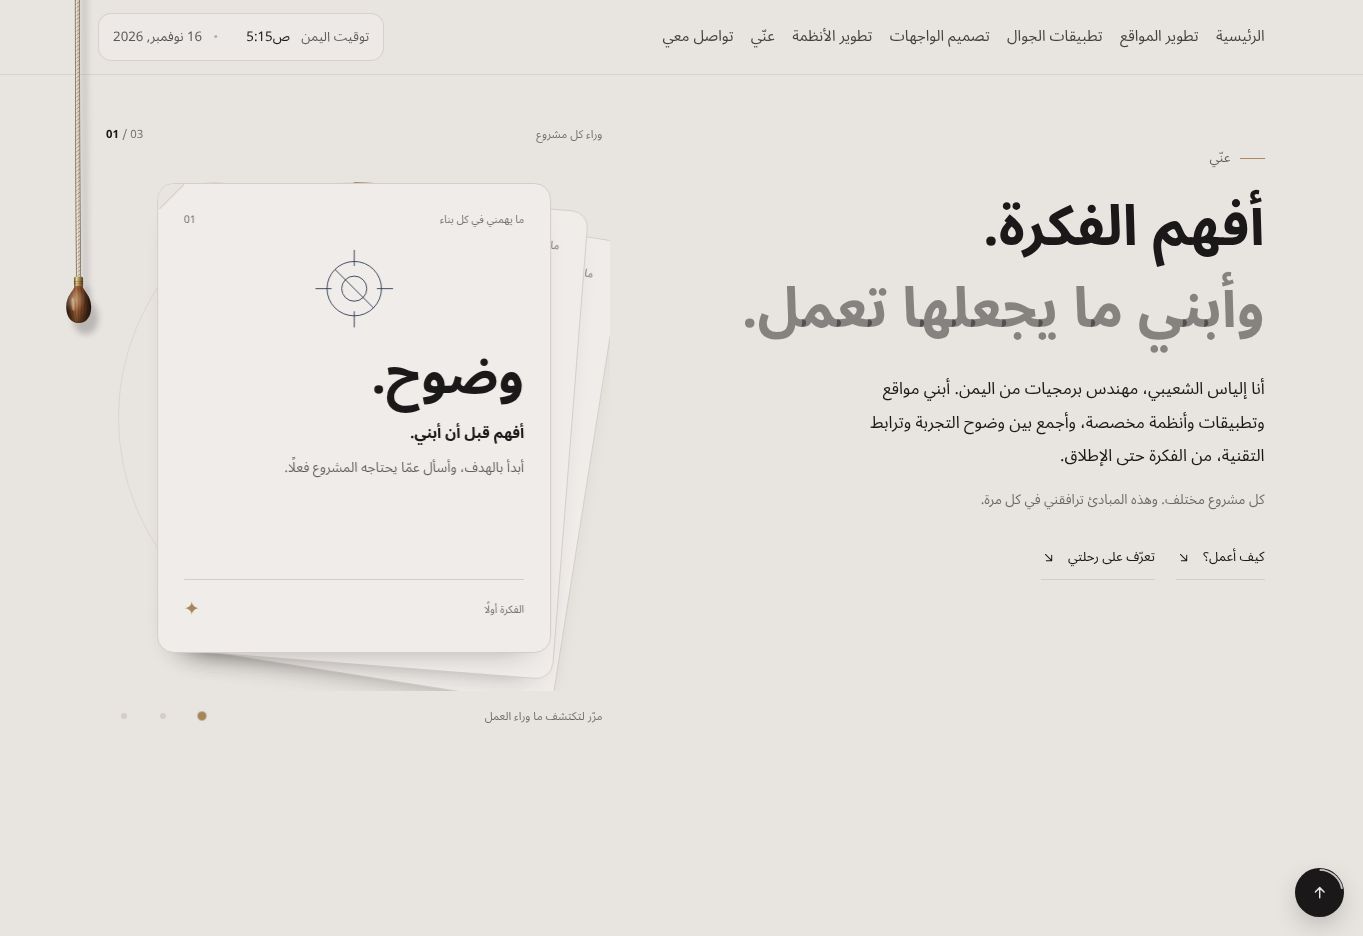 الرئيسية تطوير المواقع تطبيقات الجوال تصميم الواجهات تطوير الأنظمة عنّي تواصل معي
توقيت اليمن 5:15ص • 16 نوفمبر, 2026
عنّي
أفهم الفكرة.
وأبني ما يجعلها تعمل.
أنا إلياس الشعيبي، مهندس برمجيات من اليمن. أبني مواقع
وتطبيقات وأنظمة مخصصة، وأجمع بين وضوح التجربة وترابط
التقنية، من الفكرة حتى الإطلاق.
كل مشروع مختلف. وهذه المبادئ ترافقني في كل مرة.
كيف أعمل؟ تعرّف على رحلتي
وراء كل مشروع 01 / 03
ما يهمني في كل بناء 01
ما
ما
وضوح.
أفهم قبل أن أبني.
أبدأ بالهدف، وأسأل عمّا يحتاجه المشروع فعلًا.
الفكرة أولًا
مرّر لتكتشف ما وراء العمل